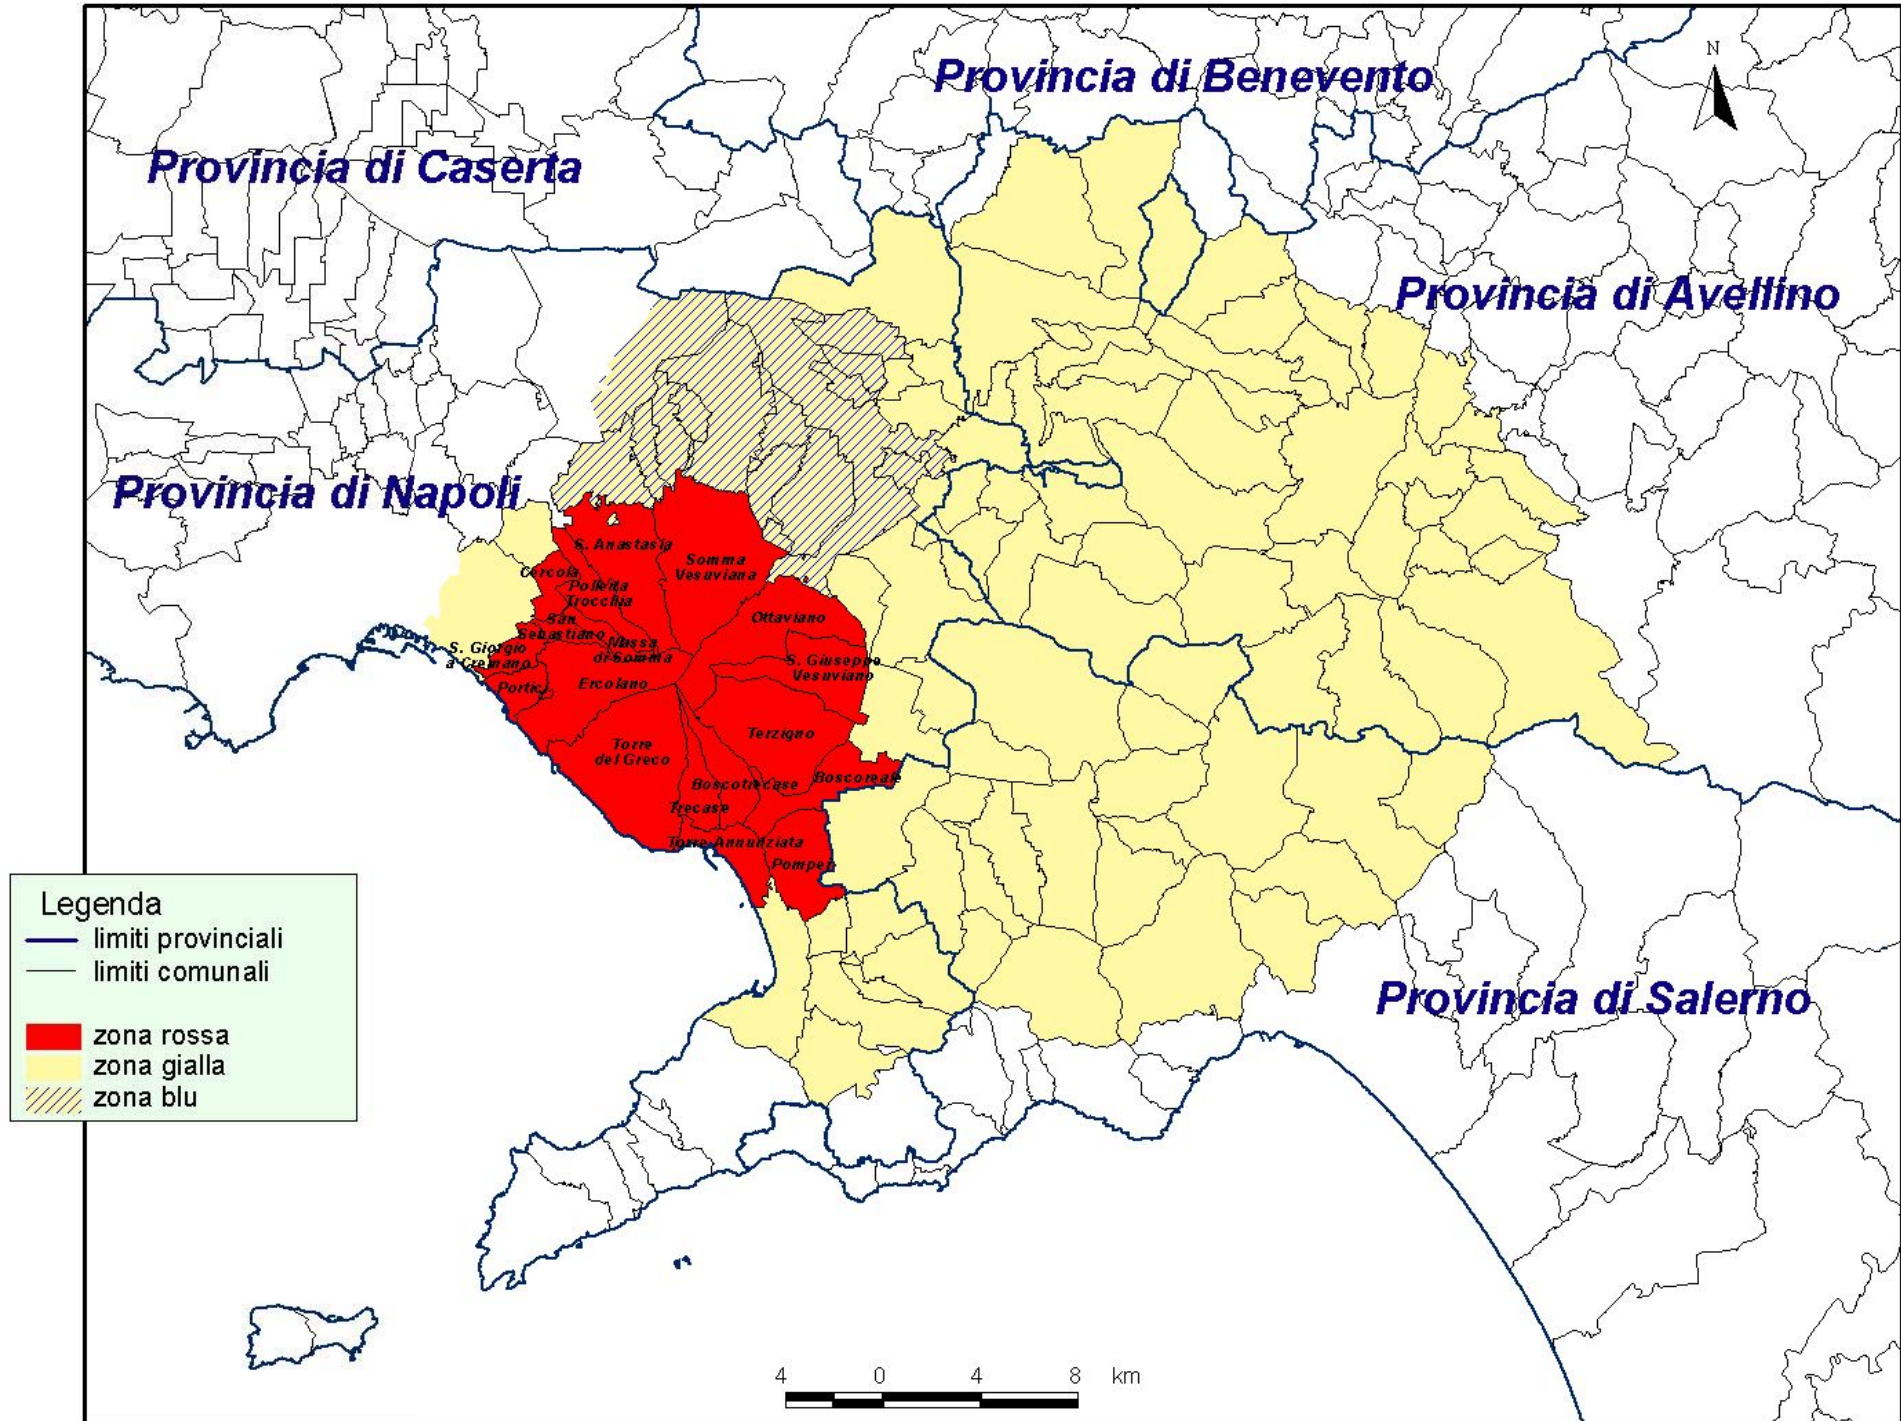 N
Provincia di Benevento
Provincia di Caserta
Provincia di Avellino
Provincia di Napoli
S. Anastasia
Somma
Vesuviana
Cercola
Pollena
Trocchia
Ottaviano
San
Sebastiano
Massa
di Somma
S. Giorgio
a Cremano
S. Giuseppe
Vesuviano
Portici
Ercolano
Terzigno
Torre
del Greco
Boscoreale
Boscotrecase
Trecase
Torre Annunziata
Pompei
Provincia di Salerno
Legenda
limiti provinciali
limiti comunali
zona rossa
zona gialla
zona blu
4 0 4 8 km